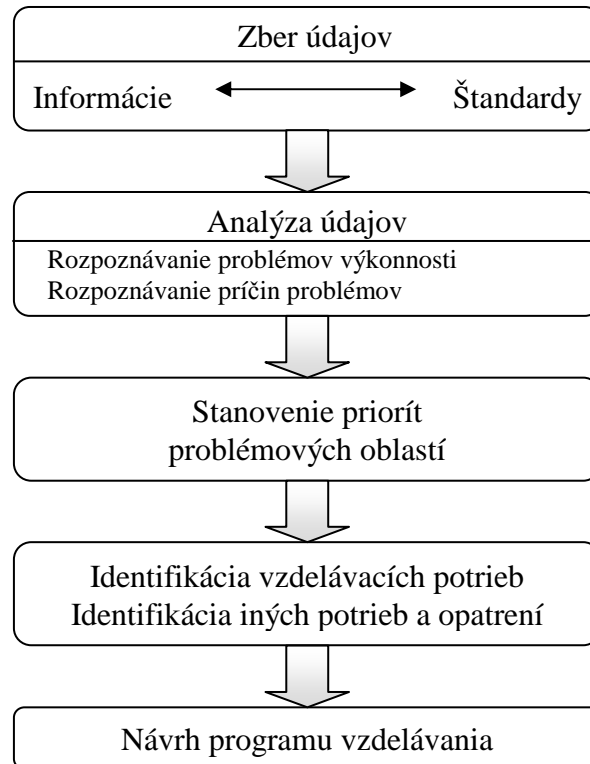 Zber údajov
Informácie Štandardy
Analýza údajov
Rozpoznávanie problémov výkonnosti
Rozpoznávanie príčin problémov
Stanovenie priorít
problémových oblastí
Identifikácia vzdelávacích potrieb
Identifikácia iných potrieb a opatrení
Návrh programu vzdelávania